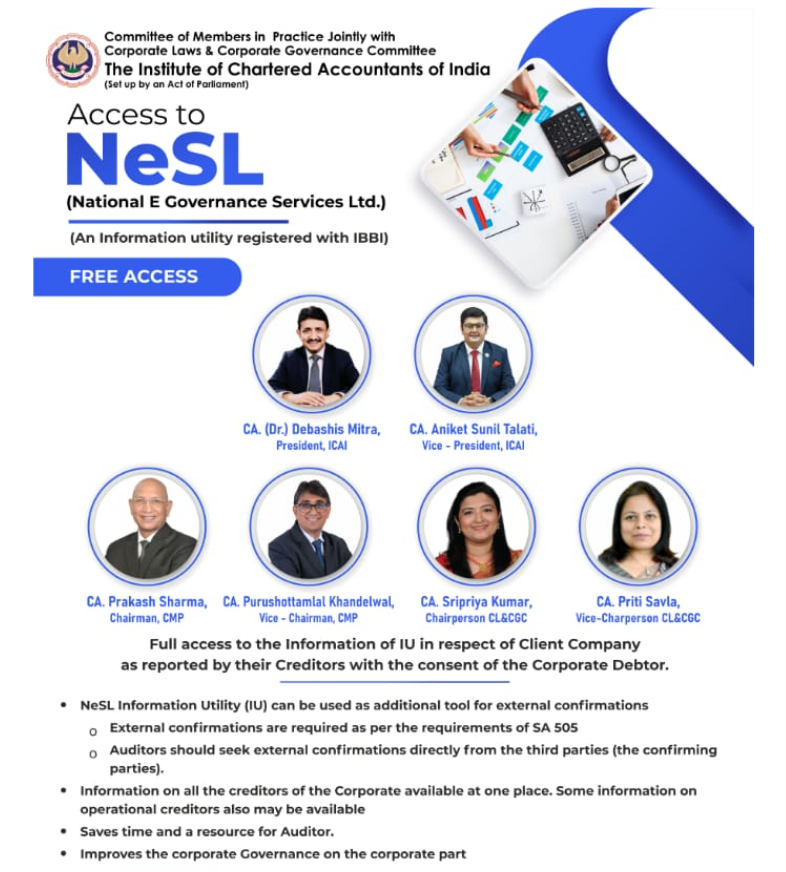 Committee of Members in Practice Jointly with
Corporate Laws & Corporate Governance Committee
The Institute of Chartered Accountants of India
(Set up by an Act of Parliament)
Access to
NeSL
(National E Governance Services Ltd.)
(An Information utility registered with IBBI)
FREE ACCESS
CA. (Dr.) Debashis Mitra,
President, ICAI
CA. Aniket Sunil Talati,
Vice - President, ICAI
CA. Prakash Sharma,
Chairman, CMP
CA. Purushottamlal Khandelwal,
Vice - Chairman, CMP
CA. Sripriya Kumar,
Chairperson CL&CGC
CA. Priti Savla,
Vice-Charperson CL&CGC
Full access to the Information of IU in respect of Client Company
as reported by their Creditors with the consent of the Corporate Debtor.
• NeSL Information Utility (IU) can be used as additional tool for external confirmations
o External confirmations are required as per the requirements of SA 505
o Auditors should seek external confirmations directly from the third parties (the confirming
parties).
• Information on all the creditors of the Corporate available at one place. Some information on
operational creditors also may be available
• Saves time and a resource for Auditor.
• Improves the corporate Governance on the corporate part